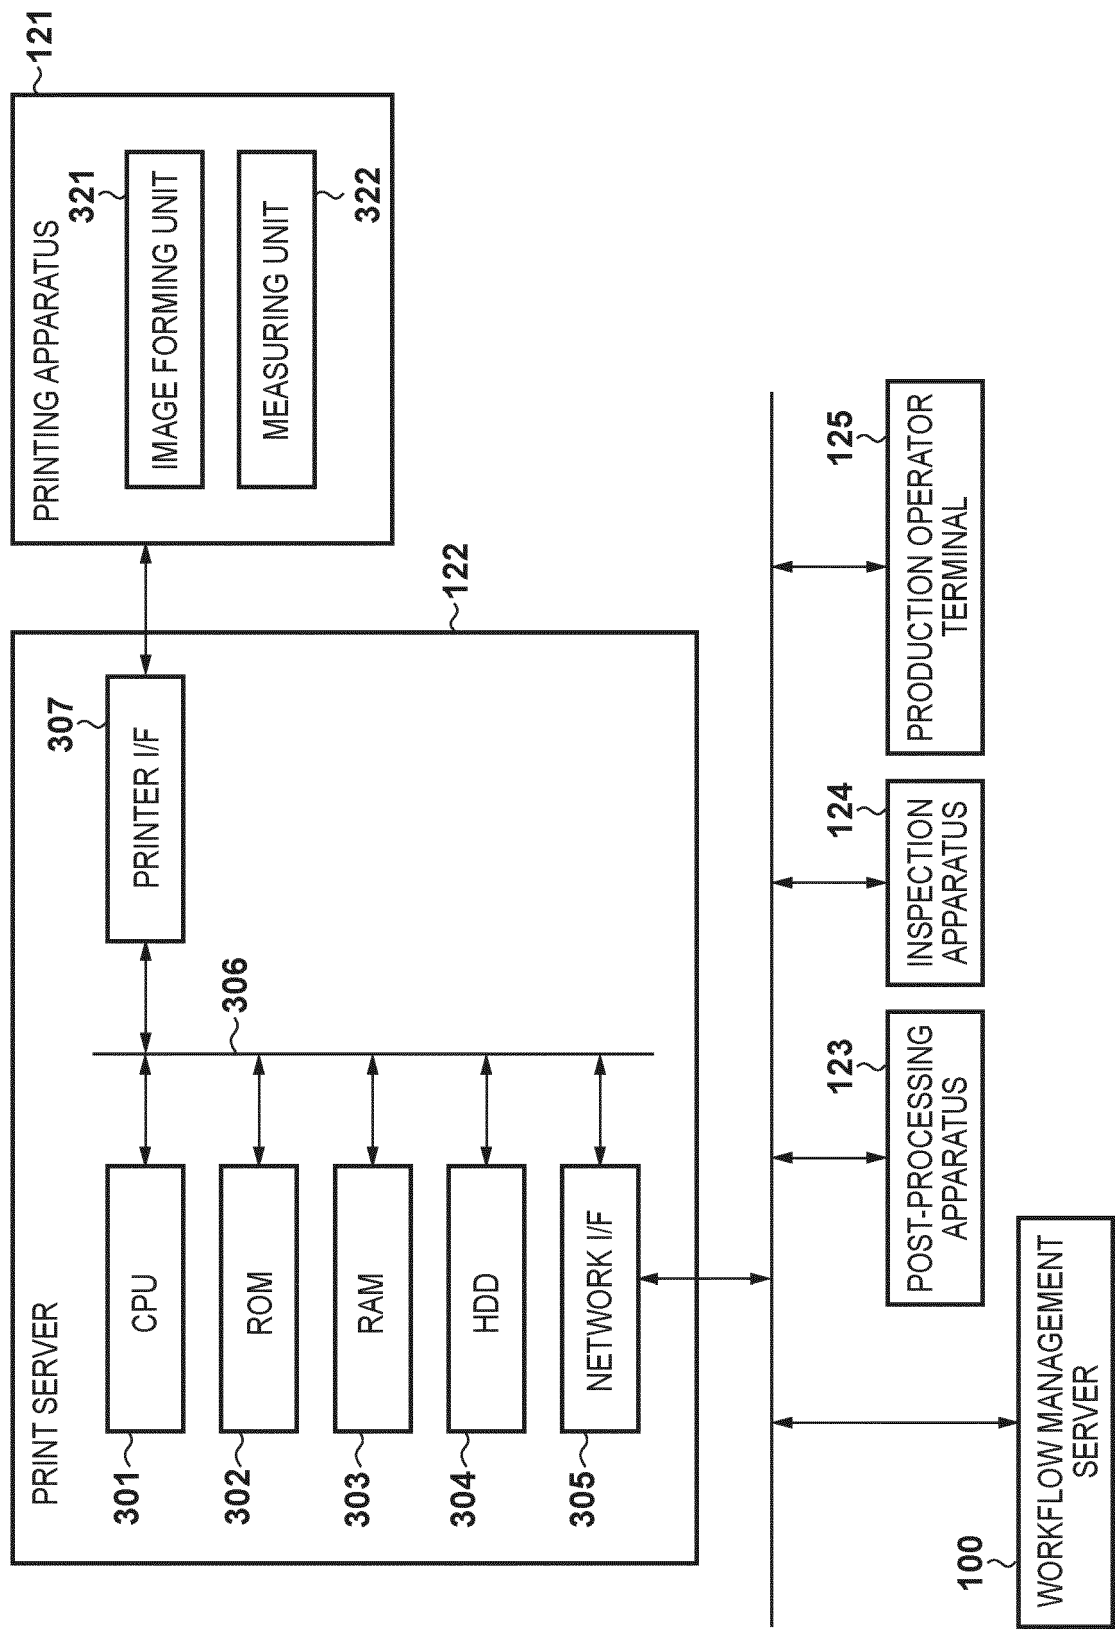 PRINT SERVER
122
301
CPU
302
ROM
303
RAM
304
HDD
305
NETWORK I/F
306
307
PRINTER I/F
PRINTING APPARATUS
121
321
IMAGE FORMING UNIT
322
MEASURING UNIT
100
WORKFLOW MANAGEMENT
SERVER
123
POST-PROCESSING
APPARATUS
124
INSPECTION
APPARATUS
125
PRODUCTION OPERATOR
TERMINAL